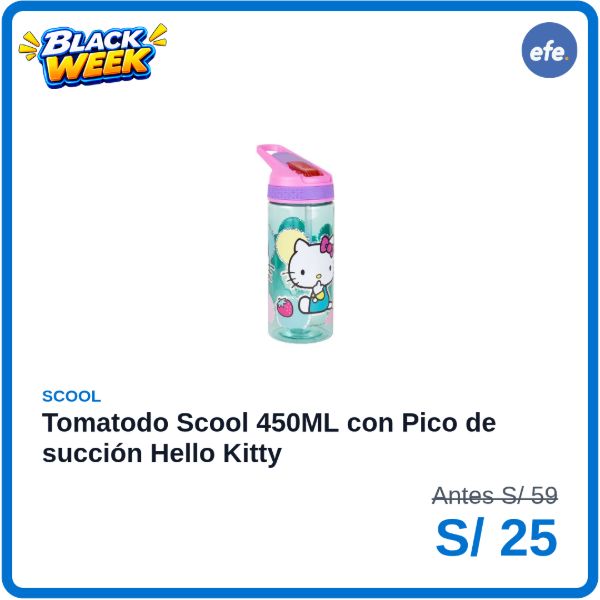 BLACK
WEEK
efe.
SCOOL
Tomatodo Scool 450ML con Pico de
succión Hello Kitty
Antes S/ 59
S/ 25